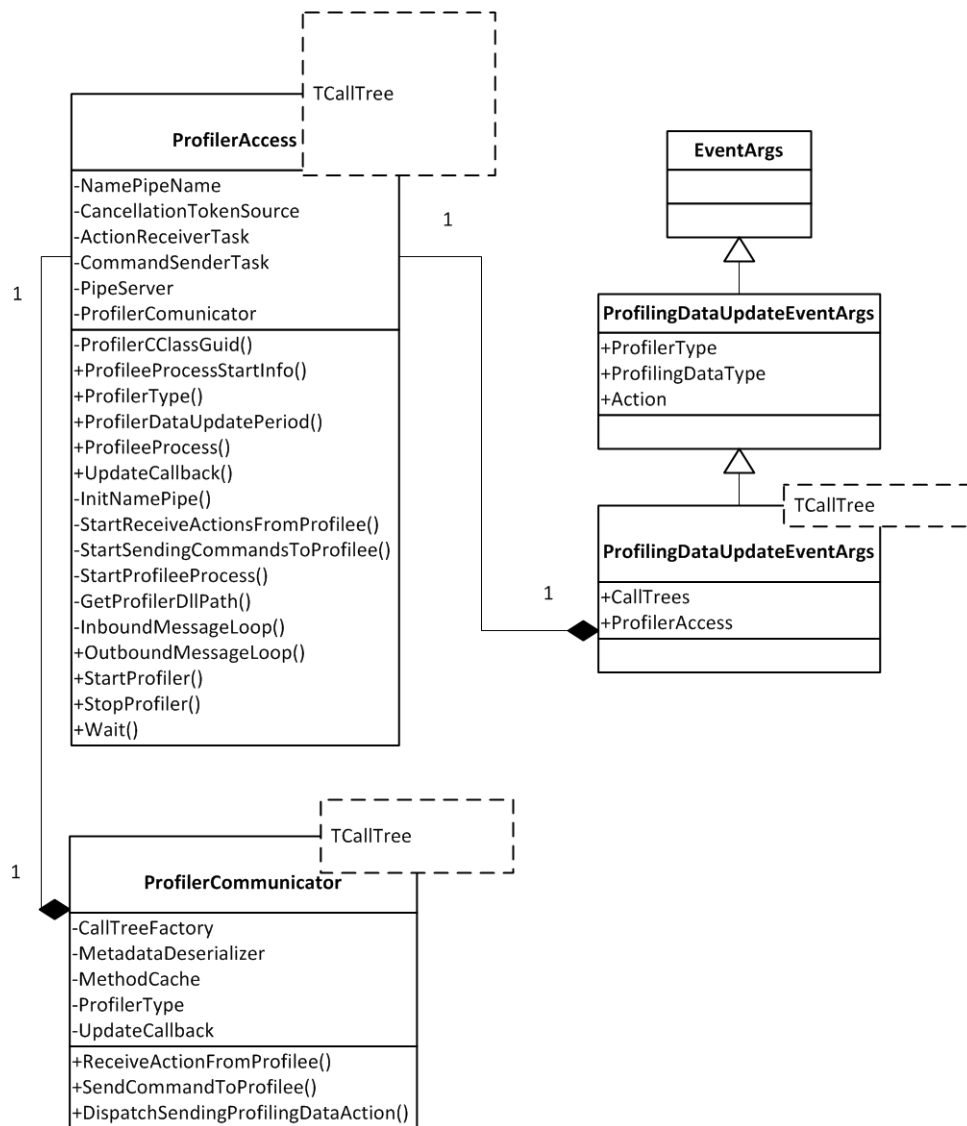 TCallTree
ProfilerAccess
-NamePipeName
-CancellationTokenSource
-ActionReceiverTask
-CommandSenderTask
-PipeServer
-ProfilerComunicator
-ProfilerCClassGuid()
+ProfileeProcessStartInfo()
+ProfilerType()
+ProfilerDataUpdatePeriod()
+ProfileeProcess()
+UpdateCallback()
-InitNamePipe()
-StartReceiveActionsFromProfilee()
-StartSendingCommandsToProfilee()
-StartProfileeProcess()
-GetProfilerDllPath()
-InboundMessageLoop()
+OutboundMessageLoop()
+StartProfiler()
+StopProfiler()
+Wait()
1
1
EventArgs
ProfilingDataUpdateEventArgs
+ProfilerType
+ProfilingDataType
+Action
TCallTree
ProfilingDataUpdateEventArgs
+CallTrees
+ProfilerAccess
1
1
TCallTree
ProfilerCommunicator
-CallTreeFactory
-MetadataDeserializer
-MethodCache
-ProfilerType
-UpdateCallback
+ReceiveActionFromProfilee()
+SendCommandToProfilee()
+DispatchSendingProfilingDataAction()